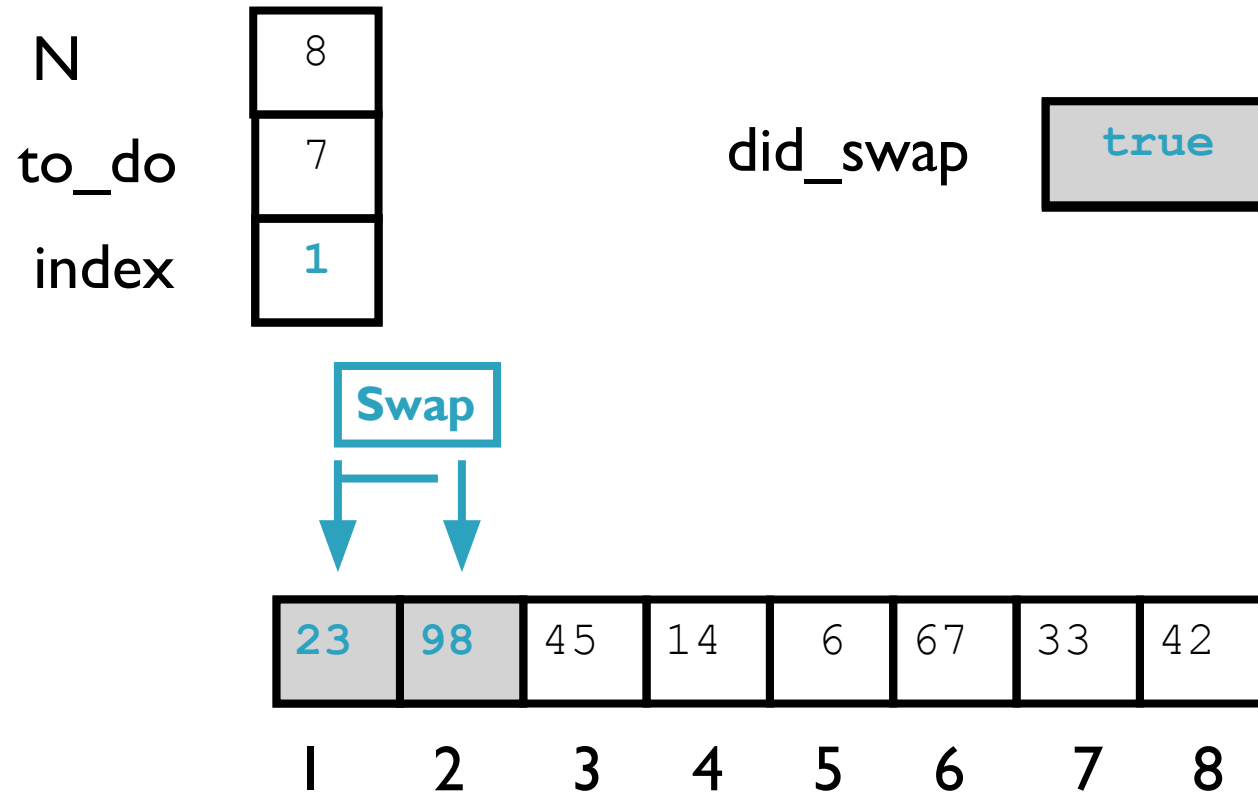 N 8
to_do 7 did_swap true
index 1
Swap
23 98 45 14 6 67 33 42
1 2 3 4 5 6 7 8